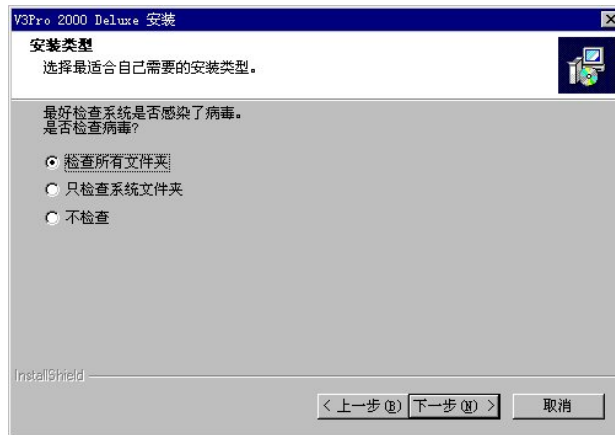 V3Pro 2000 Deluxe 安装
安装类型
选择最适合自己需要的安装类型。
最好检查系统是否感染了病毒。
是否检查病毒?
检查所有文件夹
只检查系统文件夹
不检查
InstallShield
< 上一步(B) 下一步(N) > 取消